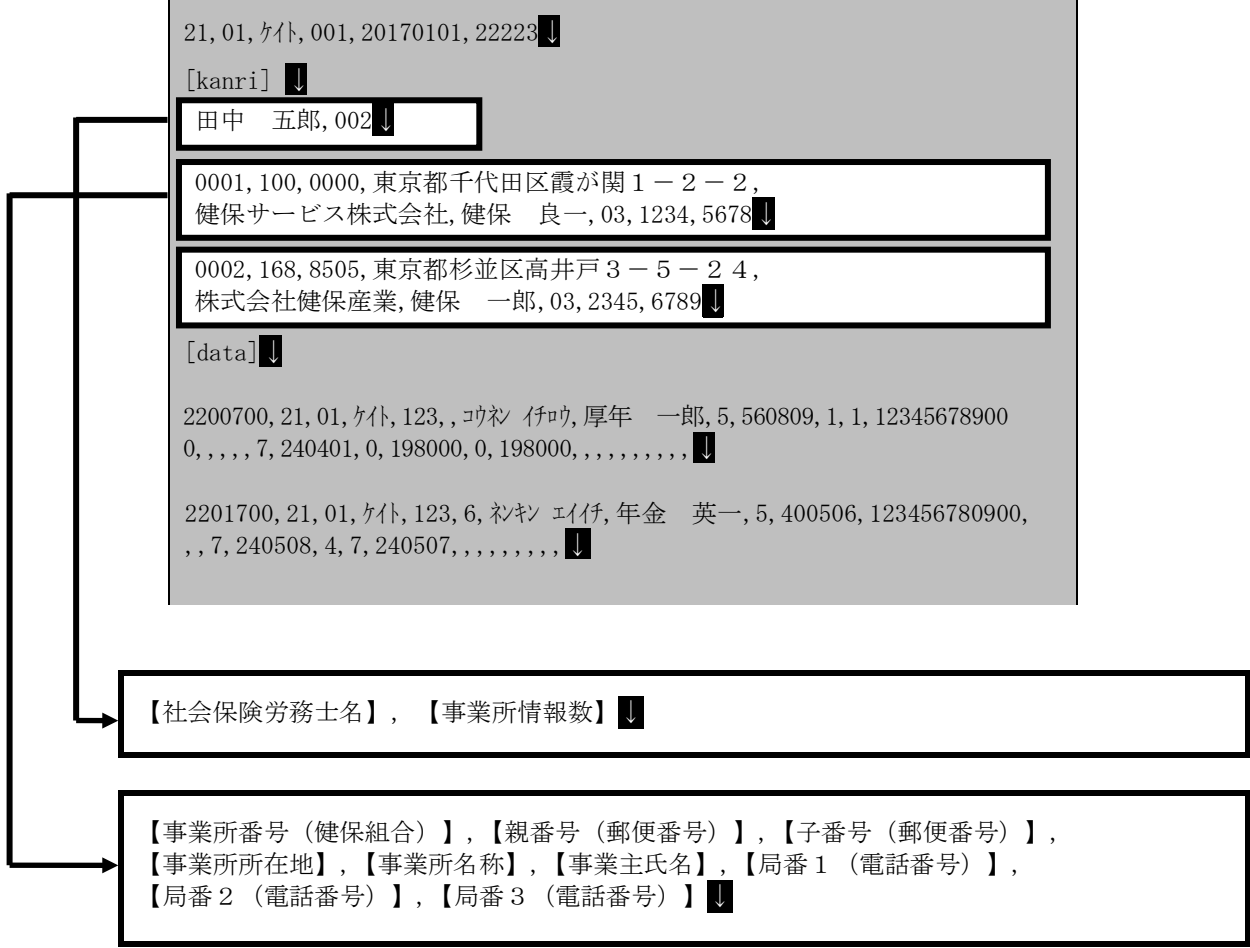 21,01,ｹｲﾄ,001,20170101,22223↓
[kanri] ↓
田中　五郎,002↓
0001,100,0000,東京都千代田区霞が関１－２－２,
健保サービス株式会社,健保　良一,03,1234,5678↓
0002,168,8505,東京都杉並区高井戸３－５－２４,
株式会社健保産業,健保　一郎,03,2345,6789↓
[data]↓
2200700,21,01,ｹｲﾄ,123,,ｺｳﾈﾝ ｲﾁﾛｳ,厚年　一郎,5,560809,1,1,12345678900
0,,,,,7,240401,0,198000,0,198000,,,,,,,,,,↓
2201700,21,01,ｹｲﾄ,123,6,ﾈﾝｷﾝ ｴｲｲﾁ,年金　英一,5,400506,123456780900,
,,7,240508,4,7,240507,,,,,,,,,↓
【社会保険労務士名】, 【事業所情報数】↓
【事業所番号（健保組合）】,【親番号（郵便番号）】,【子番号（郵便番号）】,
【事業所所在地】,【事業所名称】,【事業主氏名】,【局番１（電話番号）】,
【局番２（電話番号）】,【局番３（電話番号）】↓